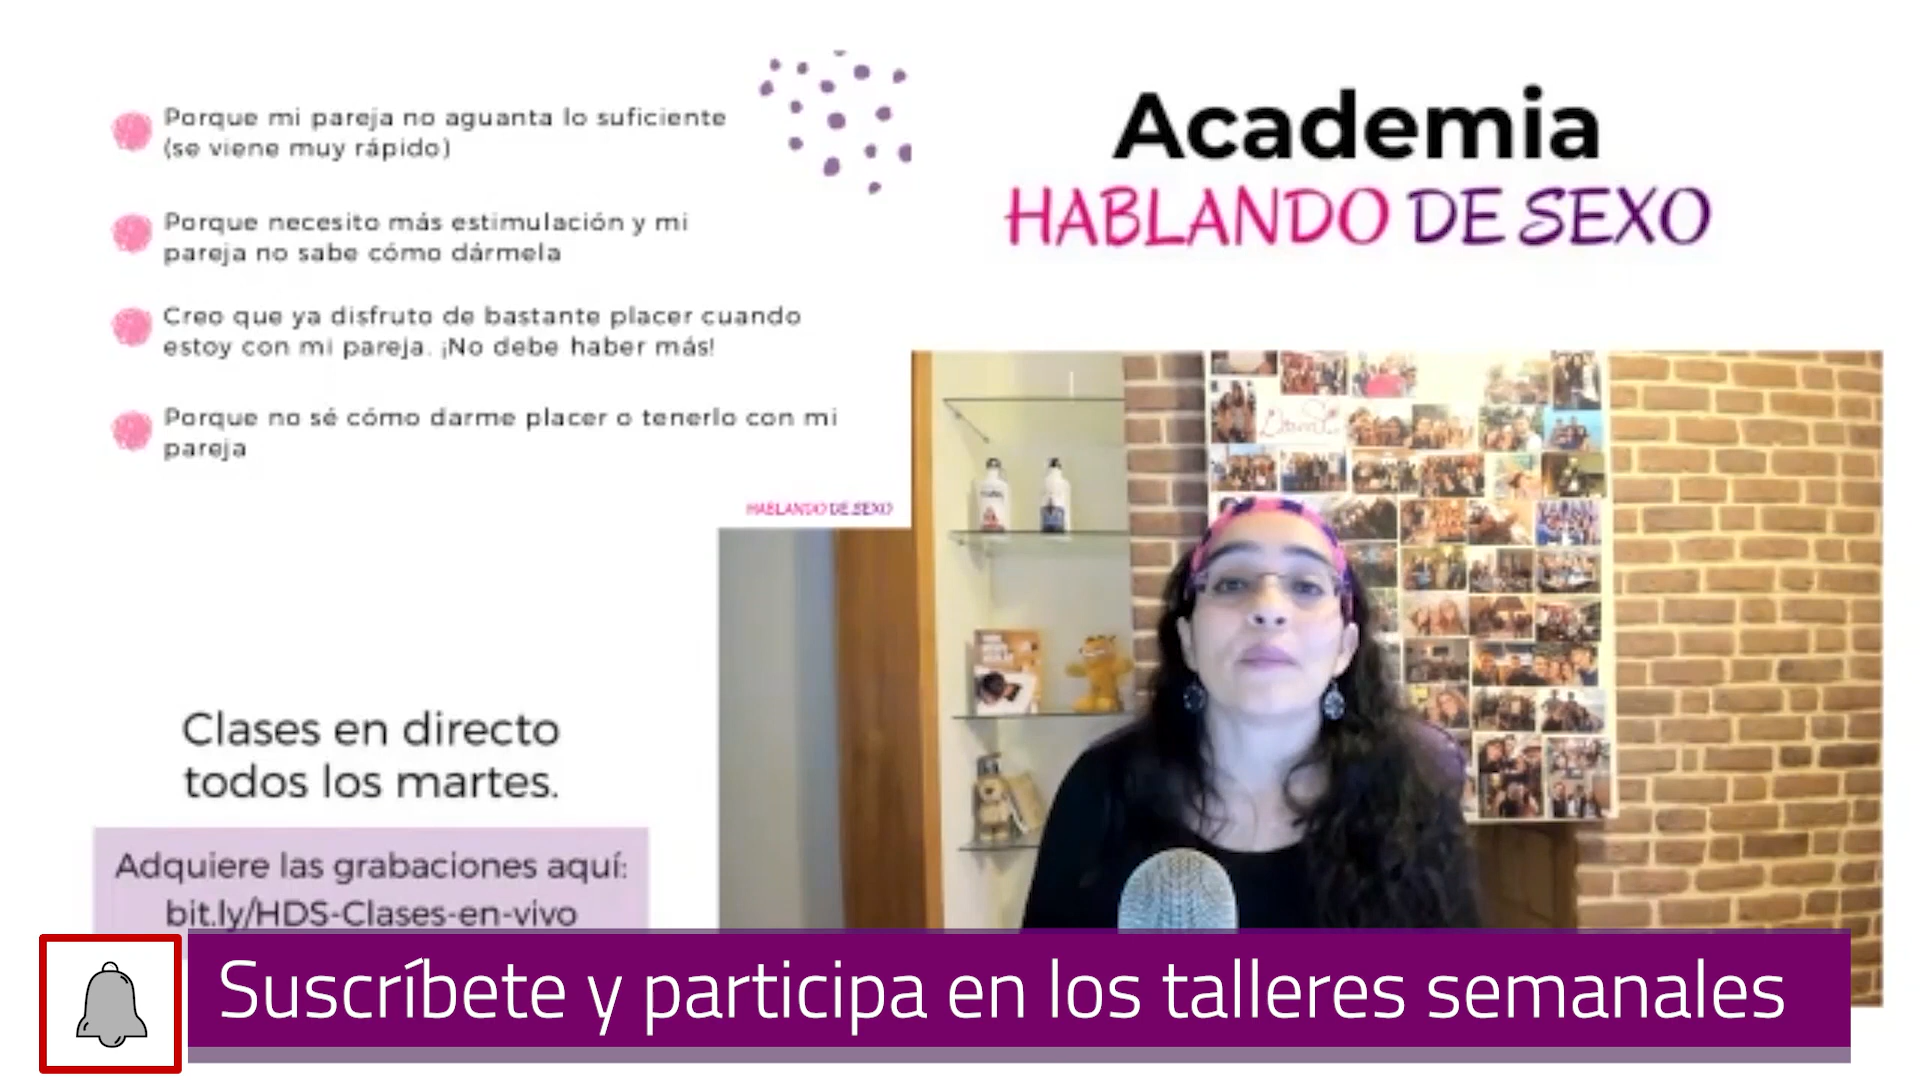 Porque mi pareja no aguanta lo suficiente
(se viene muy rápido)
Porque necesito más estimulación y mi
pareja no sabe cómo dármela
Creo que ya disfruto de bastante placer cuando
estoy con mi pareja. ¡No debe haber más!
Porque no sé cómo darme placer o tenerlo con mi
pareja
HABLANDO DE SEXO
Academia
HABLANDO DE SEXO
Clases en directo
todos los martes.
Adquiere las grabaciones aquí:
bit.ly/HDS-Clases-en-vivo
Suscríbete y participa en los talleres semanales